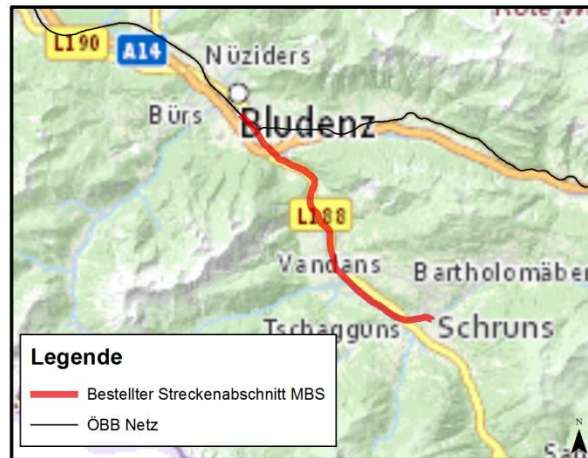 L190
A14
Nüziders
Bürs
Bludenz
L188
Vandans
Bartholomäber
Tschagguns
Schruns
Legende
Bestellter Streckenabschnitt MBS
ÖBB Netz
N